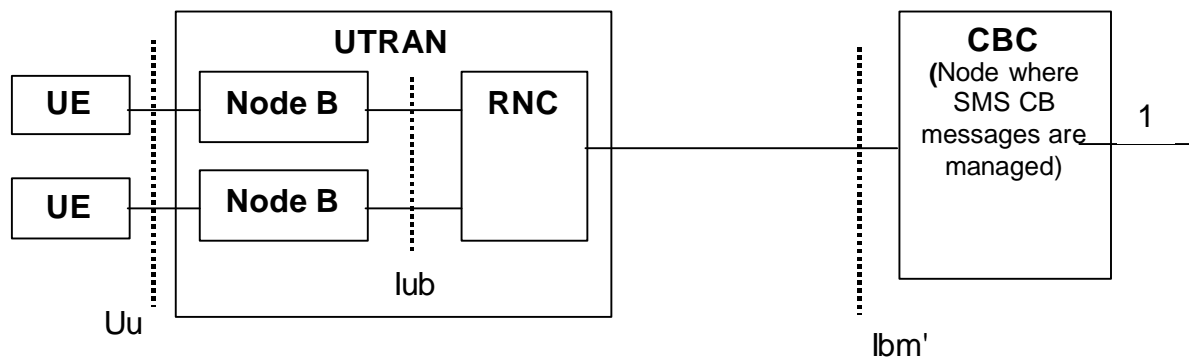 UTRAN
CBC
(Node where
SMS CB
messages are
managed)
1
UE
Node B
RNC
UE
Node B
Iub
Uu
Ibm'